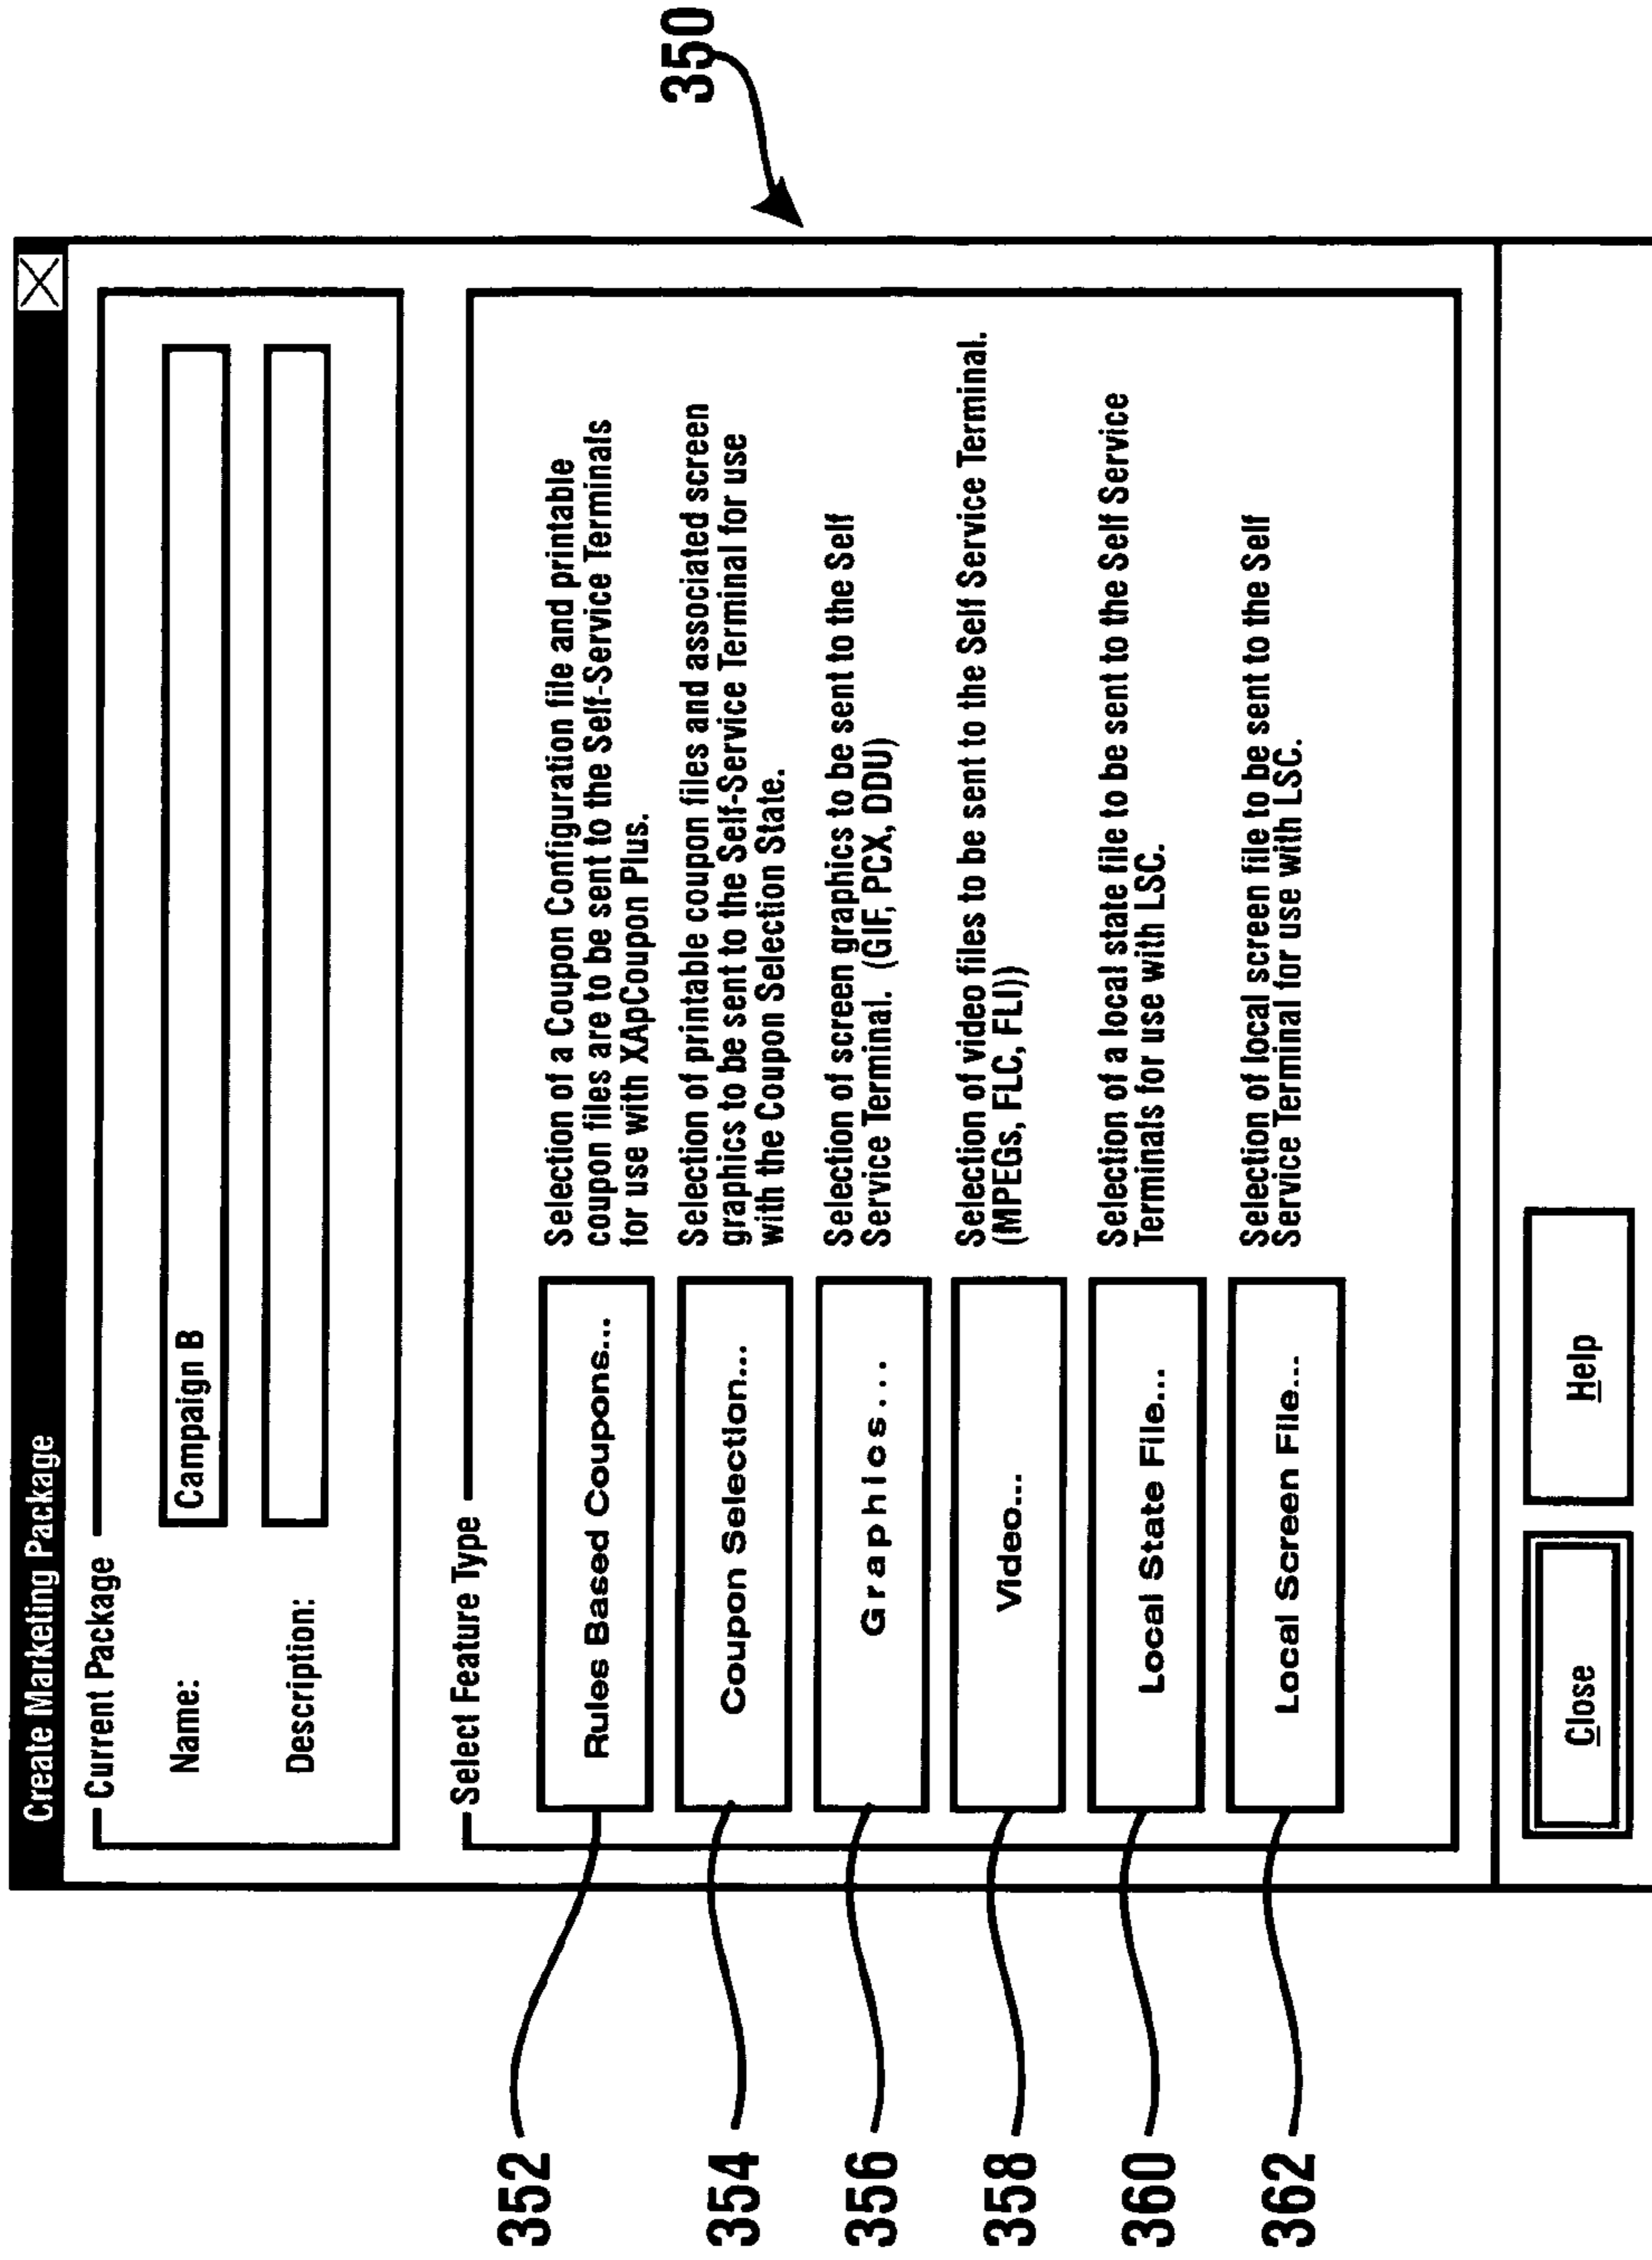 Create Marketing Package
Current Package
Name:
Campaign B
Description:
Select Feature Type
352
Rules Based Coupons...
Selection of a Coupon Configuration file and printable
coupon files are to be sent to the Self-Service Terminals
for use with XApCoupon Plus.
354
Coupon Selection...
Selection of printable coupon files and associated screen
graphics to be sent to the Self-Service Terminal for use
with the Coupon Selection State.
356
Graphics...
Selection of screen graphics to be sent to the Self
Service Terminal. (GIF, PCX, DDU)
358
Video...
Selection of video files to be sent to the Self Service Terminal.
(MPEGs, FLC, FLI))
360
Local State File...
Selection of a local state file to be sent to the Self Service
Terminals for use with LSC.
362
Local Screen File...
Selection of local screen file to be sent to the Self
Service Terminal for use with LSC.
Close
Help
350